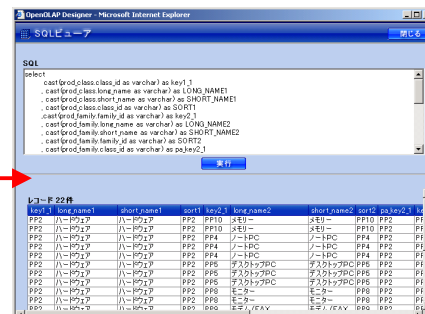 OpenOLAP Designer - Microsoft Internet Explorer
SQLビューア
閉じる
SQL
select
cast(prod_class.class_id as varchar) as key1_1
, cast(prod_class.long_name as varchar) as LONG_NAME1
, cast(prod_class.short_name as varchar) as SHORT_NAME1
, cast(prod_class.class_id as varchar) as SORT1
,cast(prod_family.family_id as varchar) as key2_1
, cast(prod_family.long_name as varchar) as LONG_NAME2
, cast(prod_family.short_name as varchar) as SHORT_NAME2
, cast(prod_family.family_id as varchar) as SORT2
, cast(prod_family.class_id as varchar) as pa_key2_1
実行
レコード 22件
key1_1 long_name1 short_name1 sort1 key2_1 long_name2 short_name2 sort2 pa_key2_1 ke
PP2 ハードウェア ハードウェア PP2 PP10 メモリー メモリー PP10 PP2 PF
PP2 ハードウェア ハードウェア PP2 PP10 メモリー メモリー PP10 PP2 PF
PP2 ハードウェア ハードウェア PP2 PP4 ノートPC ノートPC PP4 PP2 PF
PP2 ハードウェア ハードウェア PP2 PP4 ノートPC ノートPC PP4 PP2 PF
PP2 ハードウェア ハードウェア PP2 PP4 ノートPC ノートPC PP4 PP2 PF
PP2 ハードウェア ハードウェア PP2 PP5 デスクトップPC デスクトップPC PP5 PP2 PF
PP2 ハードウェア ハードウェア PP2 PP5 デスクトップPC デスクトップPC PP5 PP2 PF
PP2 ハードウェア ハードウェア PP2 PP8 モニター モニター PP8 PP2 PF
PP2 ハードウェア ハードウェア PP2 PP8 モニター モニター PP8 PP2 PF
PP2 ハードウェア ハードウェア PP2 PP9 モデム/FAX モデム/FAX PP9 PP2 PF